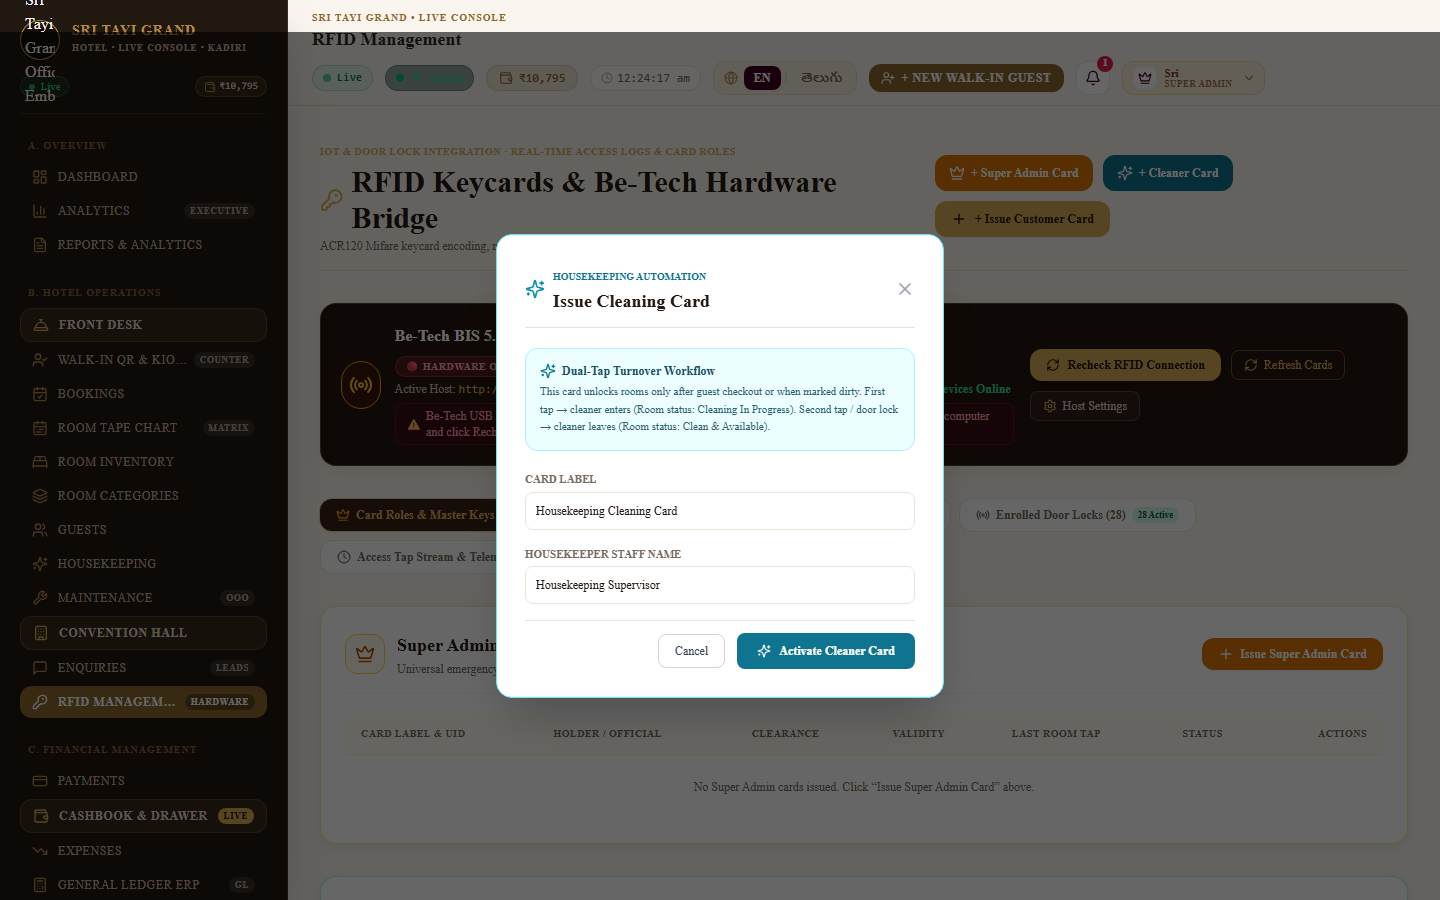 Sri
Tayi
Gran
Offic
Emb
SRI TAYI GRAND
HOTEL • LIVE CONSOLE • KADIRI
Live
₹10,795
A. OVERVIEW
DASHBOARD
ANALYTICS
EXECUTIVE
REPORTS & ANALYTICS
B. HOTEL OPERATIONS
FRONT DESK
WALK-IN QR & KIO...
COUNTER
BOOKINGS
ROOM TAPE CHART
MATRIX
ROOM INVENTORY
ROOM CATEGORIES
GUESTS
HOUSEKEEPING
MAINTENANCE
OOO
CONVENTION HALL
ENQUIRIES
LEADS
RFID MANAGEM...
HARDWARE
C. FINANCIAL MANAGEMENT
PAYMENTS
CASHBOOK & DRAWER
LIVE
EXPENSES
GENERAL LEDGER ERP
GL
SRI TAYI GRAND • LIVE CONSOLE
RFID Management
Live
₹10,795
12:24:17 am
EN
తెలుగు
+ NEW WALK-IN GUEST
1
Sri
SUPER ADMIN
IOT & DOOR LOCK INTEGRATION · REAL-TIME ACCESS LOGS & CARD ROLES
RFID Keycards & Be-Tech Hardware
Bridge
ACR120 Mifare keycard encoding,
+ Super Admin Card
+ Cleaner Card
+ Issue Customer Card
Be-Tech BIS 5.
HARDWARE O
Active Host: http:/
evices Online
Be-Tech USB
computer
and click Rech
Recheck RFID Connection
Refresh Cards
Host Settings
Card Roles & Master Keys
Enrolled Door Locks (28)
28 Active
Access Tap Stream & Telen
Super Admin
Universal emergency
Issue Super Admin Card
CARD LABEL & UID
HOLDER / OFFICIAL
CLEARANCE
VALIDITY
LAST ROOM TAP
STATUS
ACTIONS
No Super Admin cards issued. Click “Issue Super Admin Card” above.
HOUSEKEEPING AUTOMATION
Issue Cleaning Card
Dual-Tap Turnover Workflow
This card unlocks rooms only after guest checkout or when marked dirty. First
tap → cleaner enters (Room status: Cleaning In Progress). Second tap / door lock
→ cleaner leaves (Room status: Clean & Available).
CARD LABEL
Housekeeping Cleaning Card
HOUSEKEEPER STAFF NAME
Housekeeping Supervisor
Cancel
Activate Cleaner Card